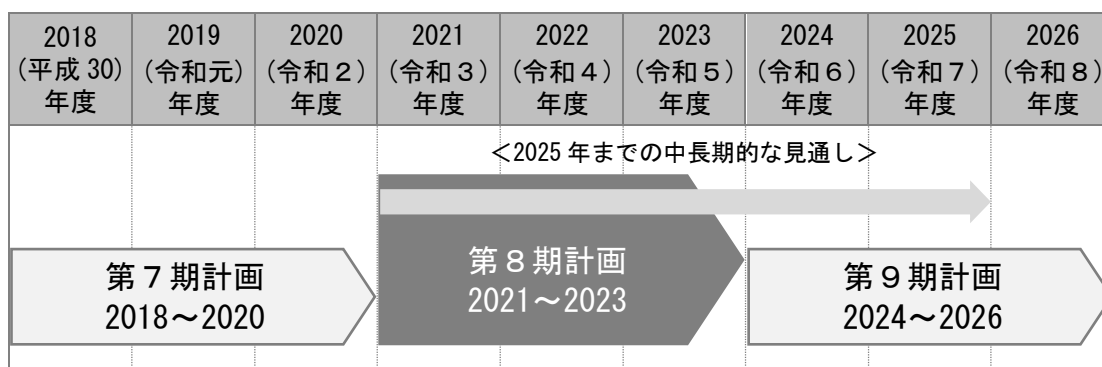 2018
（平成 30）
年度
2019
（令和元）
年度
2020
（令和２）
年度
2021
（令和３）
年度
2022
（令和４）
年度
2023
（令和５）
年度
2024
（令和６）
年度
2025
（令和７）
年度
2026
（令和８）
年度
＜2025 年までの中長期的な見通し＞
第７期計画
2018～2020
第８期計画
2021～2023
第９期計画
2024～2026